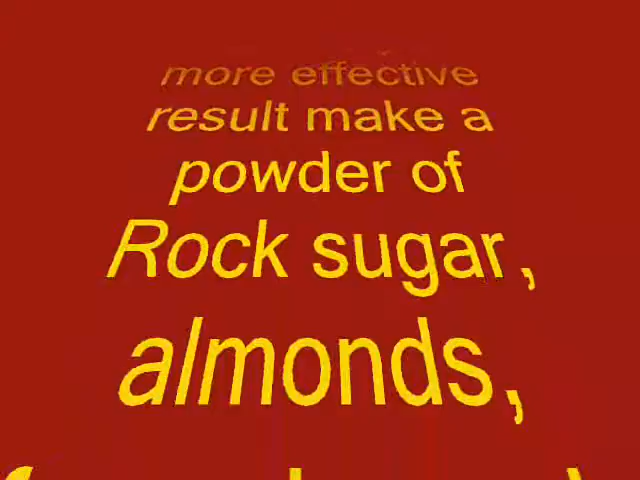 more effective
result make a
powder of
Rock sugar,
almonds,